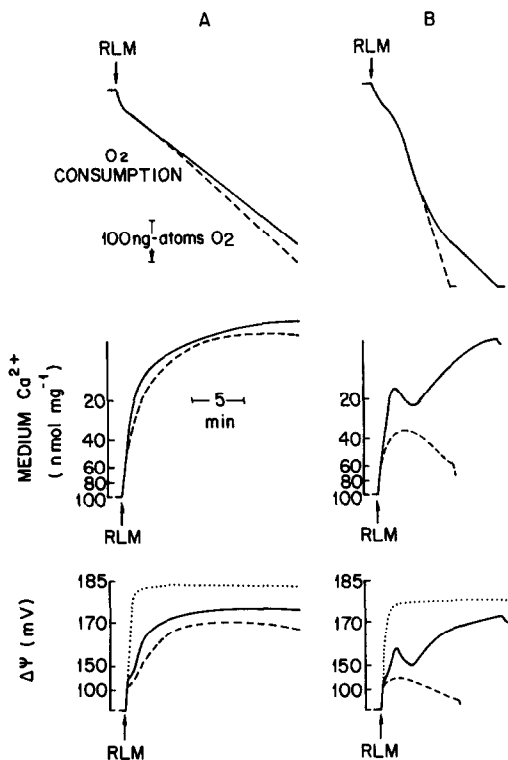 A
B
RLM
RLM
O2
CONSUMPTION
100ng-atoms O2
MEDIUM Ca2+
(nmol mg-1)
20
40
60
80
100
5
min
20
40
60
80
100
RLM
RLM
ΔΨ (mV)
185
170
150
100
185
170
150
100
RLM
RLM